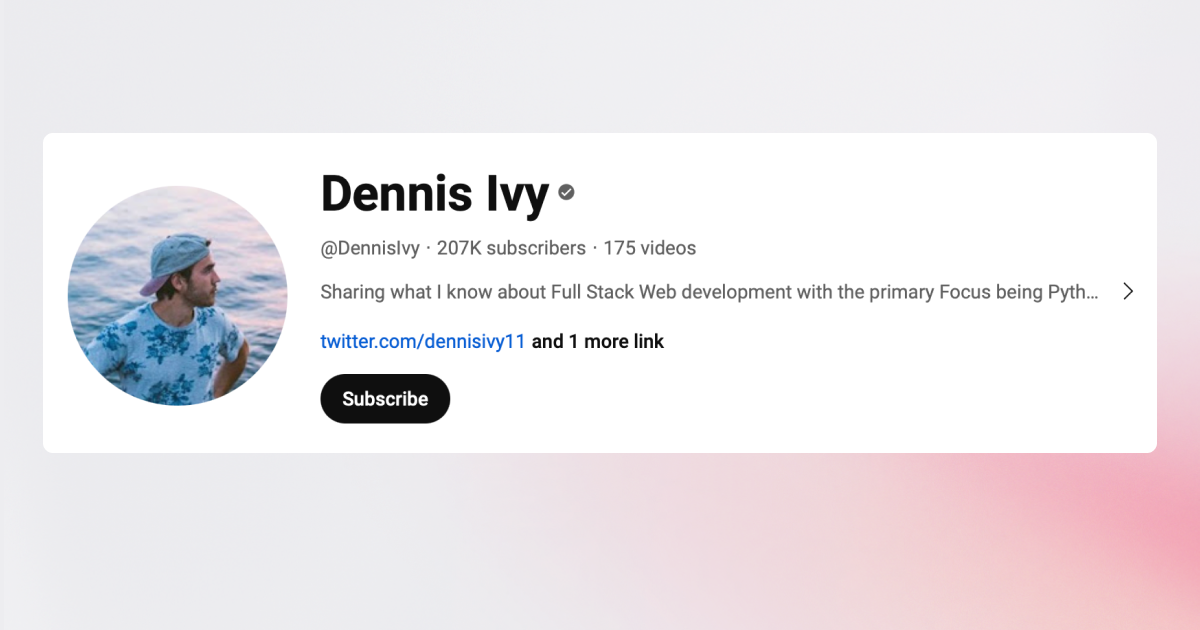 Dennis Ivy
@DennisIvy · 207K subscribers · 175 videos
Sharing what I know about Full Stack Web development with the primary Focus being Pyth...
twitter.com/dennisivy11 and 1 more link
Subscribe